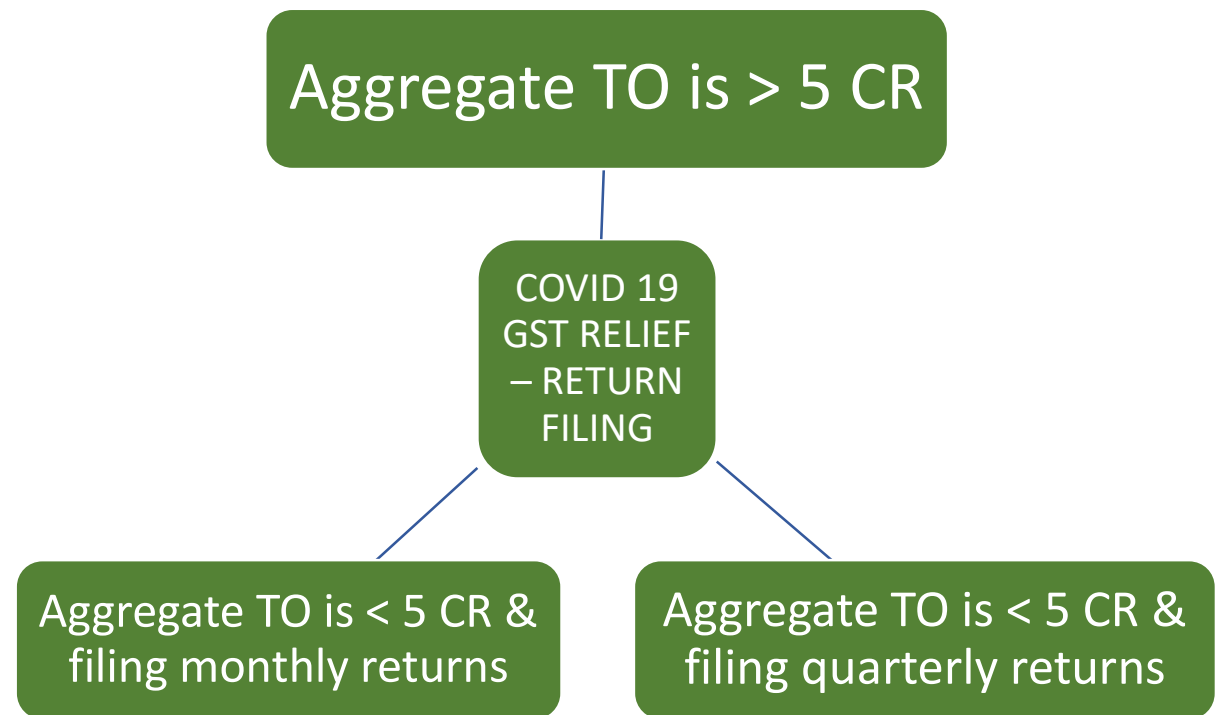 Aggregate TO is > 5 CR
COVID 19
GST RELIEF
– RETURN
FILING
Aggregate TO is < 5 CR &
filing monthly returns
Aggregate TO is < 5 CR &
filing quarterly returns